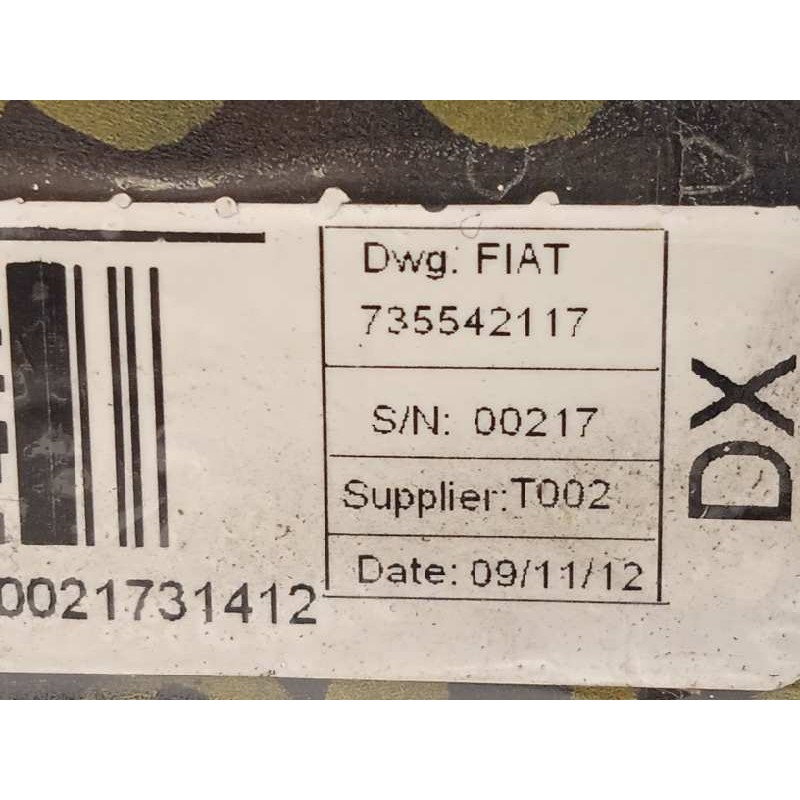 Dwg: FIAT
735542117
S/N: 00217
Supplier: T002
Date: 09/11/12
0021731412
DX